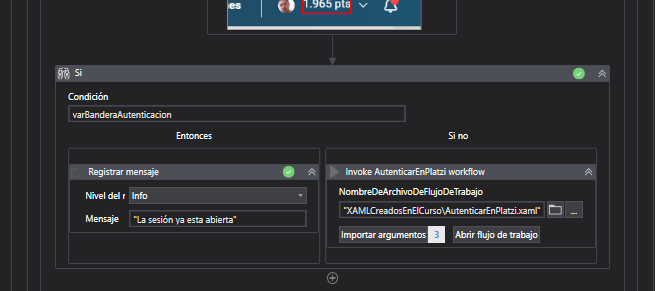 es
1.965 pts
Si
Condición
varBanderaAutenticacion
Entonces
Si no
Registrar mensaje
Invoke AutenticarEnPlatzi workflow
Nivel del r
Info
NombreDeArchivoDeFlujoDeTrabajo
Mensaje
"La sesión ya esta abierta"
"XAMLCreadosEnElCurso\AutenticarEnPlatzi.xaml"
...
Importar argumentos 3
Abrir flujo de trabajo